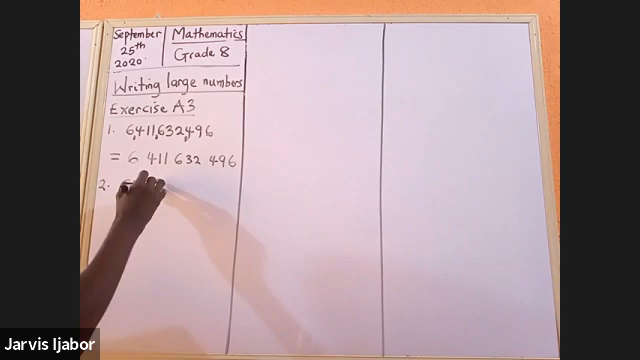 September
25th
2020.
Mathematics
Grade 8
Writing large numbers
Exercise A3
1. 6,411,632,496
= 6 411 632 496
2.
Jarvis Ijabor